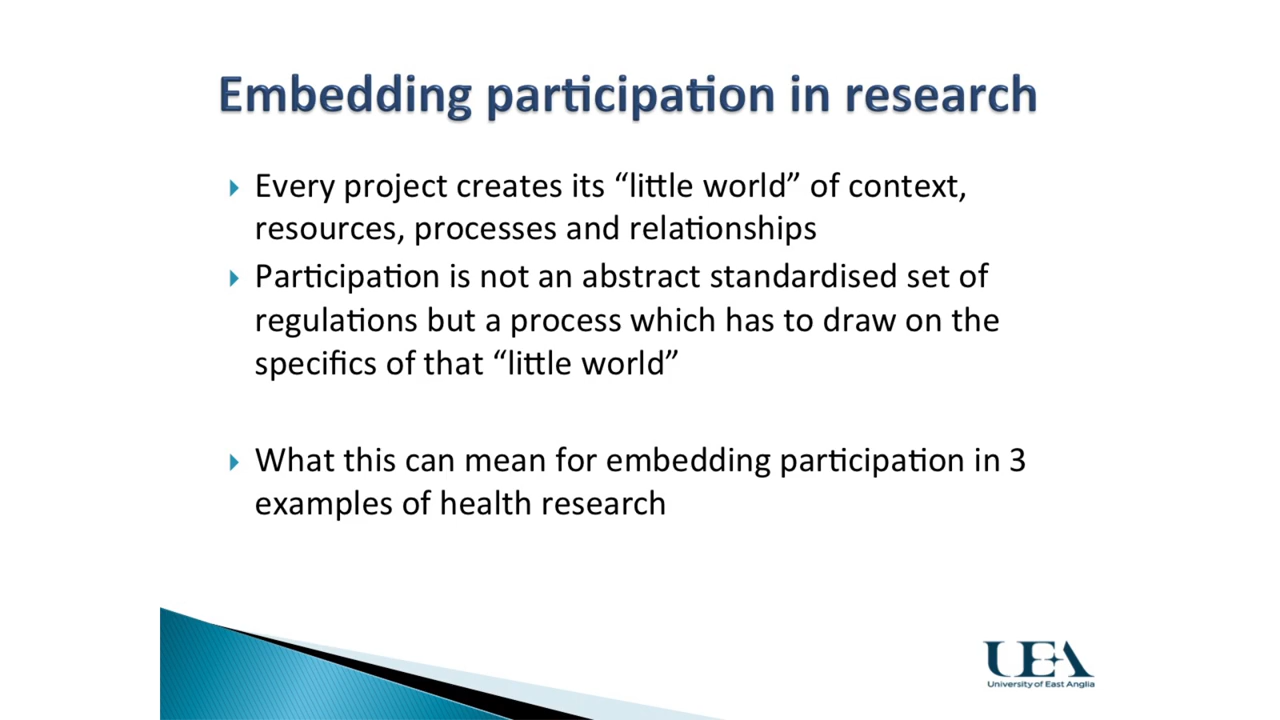 Embedding participation in research
Every project creates its “little world” of context,
resources, processes and relationships
Participation is not an abstract standardised set of
regulations but a process which has to draw on the
specifics of that “little world”
What this can mean for embedding participation in 3
examples of health research
UEA
University of East Anglia